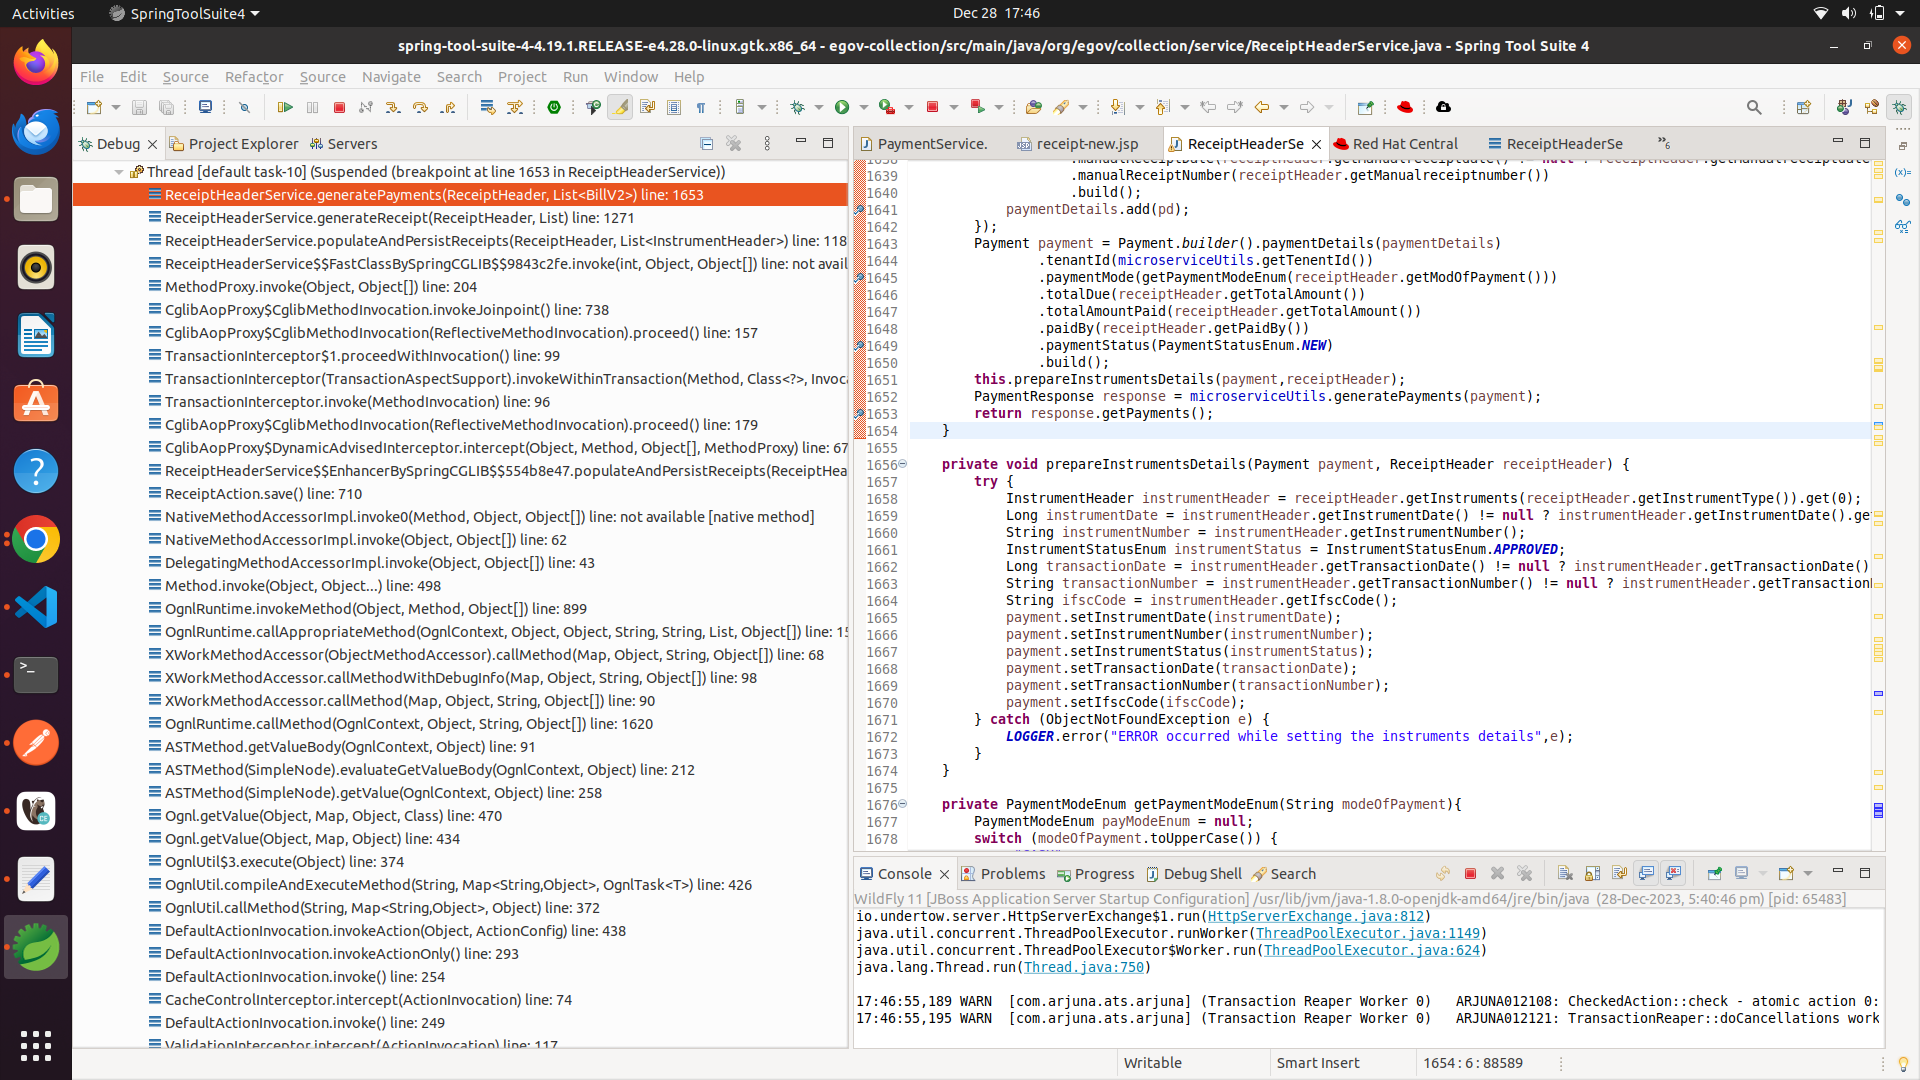 Activities
SpringToolSuite4
Dec 28 17:46
spring-tool-suite-4-4.19.1.RELEASE-e4.28.0-linux.gtk.x86_64 - egov-collection/src/main/java/org/egov/collection/service/ReceiptHeaderService.java - Spring Tool Suite 4
File Edit Source Refactor Source Navigate Search Project Run Window Help
Debug
Project Explorer
Servers
Thread [default task-10] (Suspended (breakpoint at line 1653 in ReceiptHeaderService))
ReceiptHeaderService.generatePayments(ReceiptHeader, List<BillV2>) line: 1653
ReceiptHeaderService.generateReceipt(ReceiptHeader, List) line: 1271
ReceiptHeaderService.populateAndPersistReceipts(ReceiptHeader, List<InstrumentHeader>) line: 118
ReceiptHeaderService$$FastClassBySpringCGLIB$$9843c2fe.invoke(int, Object, Object[]) line: not avail
MethodProxy.invoke(Object, Object[]) line: 204
CglibAopProxy$CglibMethodInvocation.invokeJoinpoint() line: 738
CglibAopProxy$CglibMethodInvocation(ReflectiveMethodInvocation).proceed() line: 157
TransactionInterceptor$1.proceedWithInvocation() line: 99
TransactionInterceptor(TransactionAspectSupport).invokeWithinTransaction(Method, Class<?>, Invoca
TransactionInterceptor.invoke(MethodInvocation) line: 96
CglibAopProxy$CglibMethodInvocation(ReflectiveMethodInvocation).proceed() line: 179
CglibAopProxy$DynamicAdvisedInterceptor.intercept(Object, Method, Object[], MethodProxy) line: 67
ReceiptHeaderService$$EnhancerBySpringCGLIB$$554b8e47.populateAndPersistReceipts(ReceiptHea
ReceiptAction.save() line: 710
NativeMethodAccessorImpl.invoke0(Method, Object, Object[]) line: not available [native method]
NativeMethodAccessorImpl.invoke(Object, Object[]) line: 62
DelegatingMethodAccessorImpl.invoke(Object, Object[]) line: 43
Method.invoke(Object, Object...) line: 498
OgnlRuntime.invokeMethod(Object, Method, Object[]) line: 899
OgnlRuntime.callAppropriateMethod(OgnlContext, Object, Object, String, String, List, Object[]) line: 15
XWorkMethodAccessor(ObjectMethodAccessor).callMethod(Map, Object, String, Object[]) line: 68
XWorkMethodAccessor.callMethodWithDebugInfo(Map, Object, String, Object[]) line: 98
XWorkMethodAccessor.callMethod(Map, Object, String, Object[]) line: 90
OgnlRuntime.callMethod(OgnlContext, Object, String, Object[]) line: 1620
ASTMethod.getValueBody(OgnlContext, Object) line: 91
ASTMethod(SimpleNode).evaluateGetValueBody(OgnlContext, Object) line: 212
ASTMethod(SimpleNode).getValue(OgnlContext, Object) line: 258
Ognl.getValue(Object, Map, Object, Class) line: 470
Ognl.getValue(Object, Map, Object) line: 434
OgnlUtil$3.execute(Object) line: 374
OgnlUtil.compileAndExecuteMethod(String, Map<String,Object>, OgnlTask<T>) line: 426
OgnlUtil.callMethod(String, Map<String,Object>, Object) line: 372
DefaultActionInvocation.invokeAction(Object, ActionConfig) line: 438
DefaultActionInvocation.invokeActionOnly() line: 293
DefaultActionInvocation.invoke() line: 254
CacheControlInterceptor.intercept(ActionInvocation) line: 74
DefaultActionInvocation.invoke() line: 249
ValidationInterceptor.intercept(ActionInvocation) line: 117
PaymentService.
receipt-new.jsp
ReceiptHeaderSe
Red Hat Central
ReceiptHeaderSe
1638 .manualReceiptDate(receiptHeader.getManualreceiptdate() != null ? receiptHeader.getManualreceiptdate
1639 .manualReceiptNumber(receiptHeader.getManualreceiptnumber())
1640 .build();
1641 paymentDetails.add(pd);
1642 });
1643 Payment payment = Payment.builder().paymentDetails(paymentDetails)
1644 .tenantId(microserviceUtils.getTenentId())
1645 .paymentMode(getPaymentModeEnum(receiptHeader.getModOfPayment()))
1646 .totalDue(receiptHeader.getTotalAmount())
1647 .totalAmountPaid(receiptHeader.getTotalAmount())
1648 .paidBy(receiptHeader.getPaidBy())
1649 .paymentStatus(PaymentStatusEnum.NEW)
1650 .build();
1651 this.prepareInstrumentsDetails(payment,receiptHeader);
1652 PaymentResponse response = microserviceUtils.generatePayments(payment);
1653 return response.getPayments();
1654 }
1655
1656 private void prepareInstrumentsDetails(Payment payment, ReceiptHeader receiptHeader) {
1657 try {
1658 InstrumentHeader instrumentHeader = receiptHeader.getInstruments(receiptHeader.getInstrumentType()).get(0);
1659 Long instrumentDate = instrumentHeader.getInstrumentDate() != null ? instrumentHeader.getInstrumentDate().ge
1660 String instrumentNumber = instrumentHeader.getInstrumentNumber();
1661 InstrumentStatusEnum instrumentStatus = InstrumentStatusEnum.APPROVED;
1662 Long transactionDate = instrumentHeader.getTransactionDate() != null ? instrumentHeader.getTransactionDate()
1663 String transactionNumber = instrumentHeader.getTransactionNumber() != null ? instrumentHeader.getTransactionN
1664 String ifscCode = instrumentHeader.getIfscCode();
1665 payment.setInstrumentDate(instrumentDate);
1666 payment.setInstrumentNumber(instrumentNumber);
1667 payment.setInstrumentStatus(instrumentStatus);
1668 payment.setTransactionDate(transactionDate);
1669 payment.setTransactionNumber(transactionNumber);
1670 payment.setIfscCode(ifscCode);
1671 } catch (ObjectNotFoundException e) {
1672 LOGGER.error("ERROR occurred while setting the instruments details",e);
1673 }
1674 }
1675
1676 private PaymentModeEnum getPaymentModeEnum(String modeOfPayment){
1677 PaymentModeEnum payModeEnum = null;
1678 switch (modeOfPayment.toUpperCase()) {
Console
Problems
Progress
Debug Shell
Search
WildFly 11 [JBoss Application Server Startup Configuration] /usr/lib/jvm/java-1.8.0-openjdk-amd64/jre/bin/java (28-Dec-2023, 5:40:46 pm) [pid: 65483]
io.undertow.server.HttpServerExchange$1.run(HttpServerExchange.java:812)
java.util.concurrent.ThreadPoolExecutor.runWorker(ThreadPoolExecutor.java:1149)
java.util.concurrent.ThreadPoolExecutor$Worker.run(ThreadPoolExecutor.java:624)
java.lang.Thread.run(Thread.java:750)
17:46:55,189 WARN [com.arjuna.ats.arjuna] (Transaction Reaper Worker 0) ARJUNA012108: CheckedAction::check - atomic action 0:
17:46:55,195 WARN [com.arjuna.ats.arjuna] (Transaction Reaper Worker 0) ARJUNA012121: TransactionReaper::doCancellations work
Writable
Smart Insert
1654 : 6 : 88589